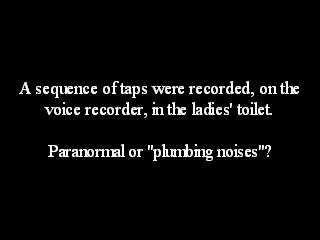 A sequence of taps were recorded, on the
voice recorder, in the ladies' toilet.
Paranormal or "plumbing noises"?